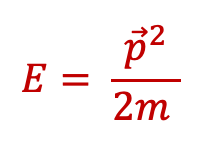 E = p⃗² / 2m